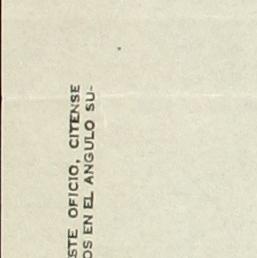 STE OFICIO, CITENSE
OS EN EL ANGULO SU-